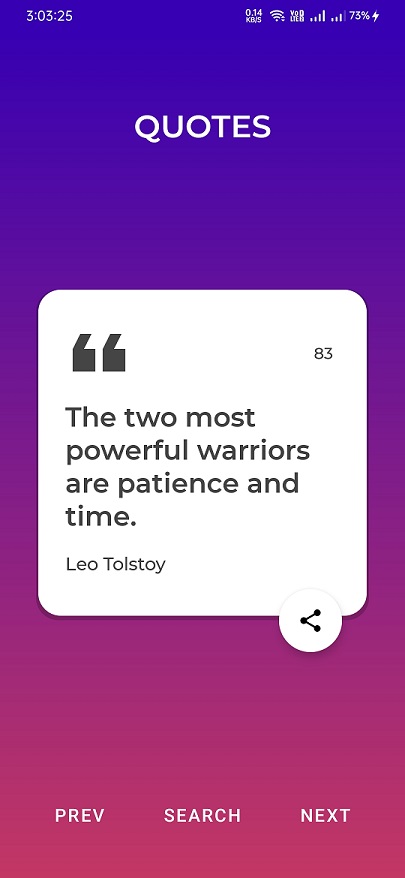 3:03:25 0.14 KB/S Vo LTE 73%
QUOTES
83
The two most
powerful warriors
are patience and
time.
Leo Tolstoy
PREV SEARCH NEXT